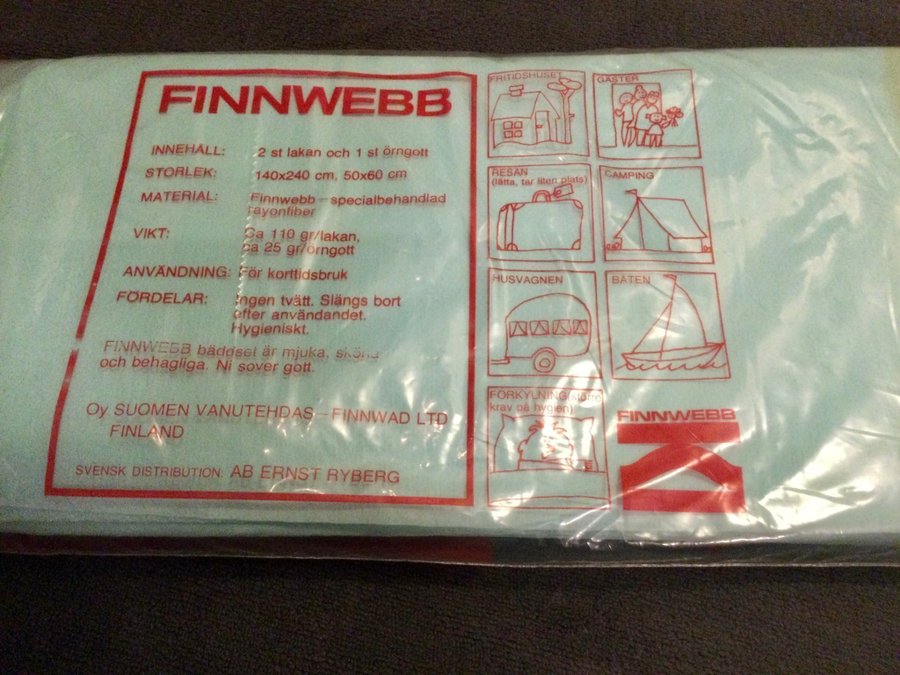 FINNWEBB
INNEHÅLL: 2 st lakan och 1 st örngott
STORLEK: 140x240 cm, 50x60 cm
MATERIAL: Finnwebb – specialbehandlad
rayonfiber
VIKT: Ca 110 gr/lakan,
ca 25 gr/örngott
ANVÄNDNING: För korttidsbruk
FÖRDELAR: Ingen tvätt. Slängs bort
efter användandet.
Hygieniskt.
FINNWEBB bäddset är mjuka, sköna
och behagliga. Ni sover gott.
Oy SUOMEN VANUTEHDAS – FINNWAD LTD
FINLAND
SVENSK DISTRIBUTION: AB ERNST RYBERG
FRITIDSHUSET
GÄSTER
RESAN
(lätta, tar liten plats)
CAMPING
HUSVAGNEN
BÅTEN
FÖRKYLNING (större
krav på hygien)
FINNWEBB